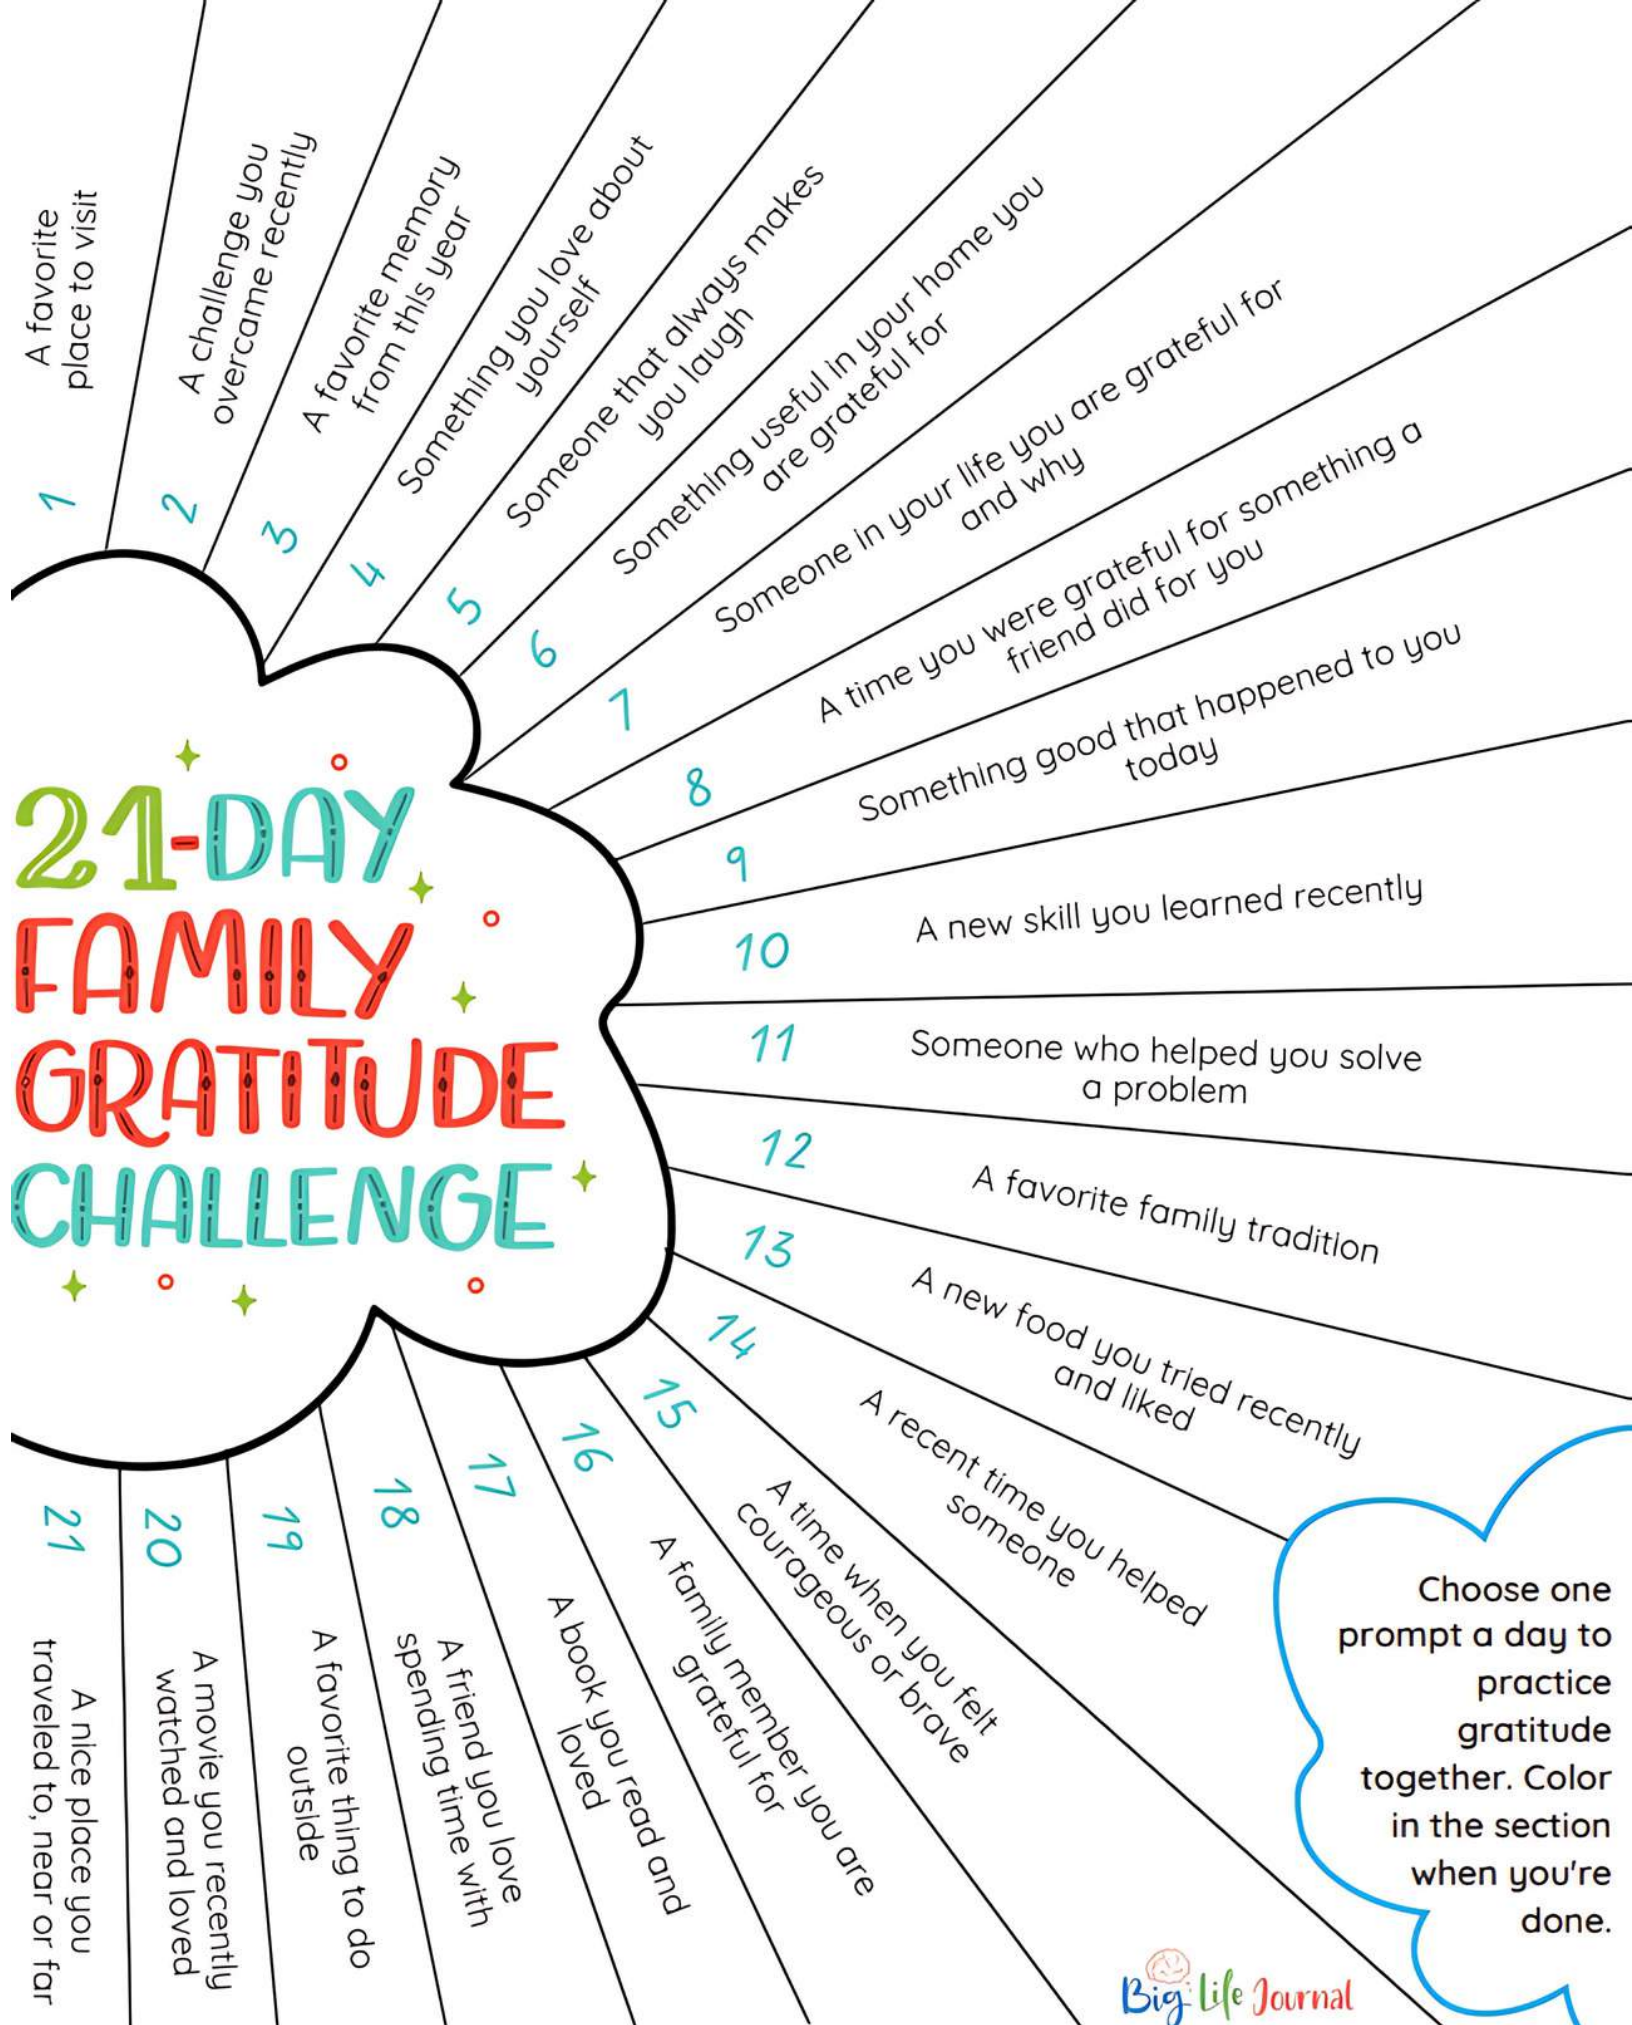 21-DAY
FAMILY
GRATITUDE
CHALLENGE
1
A favorite
place to visit
2
A challenge you
overcame recently
3
A favorite memory
from this year
4
Something you love about
yourself
5
Someone that always makes
you laugh
6
Something useful in your home you
are grateful for
7
Someone in your life you are grateful for
and why
8
A time you were grateful for something a
friend did for you
9
Something good that happened to you
today
10
A new skill you learned recently
11
Someone who helped you solve
a problem
12
A favorite family tradition
13
A new food you tried recently
and liked
14
A recent time you helped
someone
15
A time when you felt
courageous or brave
16
A family member you are
grateful for
17
A book you read and
loved
18
A friend you love
spending time with
19
A favorite thing to do
outside
20
A movie you recently
watched and loved
21
A nice place you
traveled to, near or far
Choose one
prompt a day to
practice
gratitude
together. Color
in the section
when you're
done.
Big Life Journal